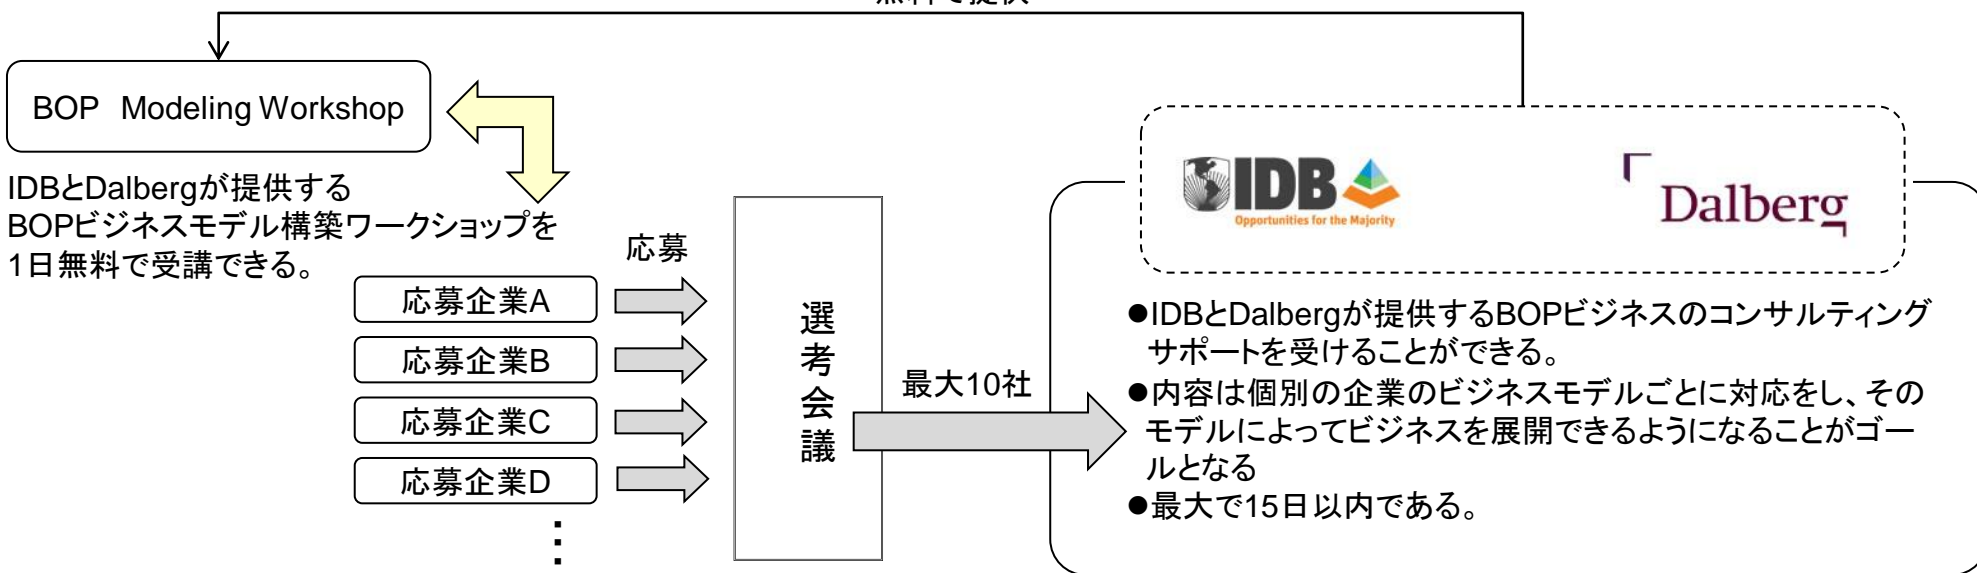 無料で提供
BOP Modeling Workshop
IDBとDalbergが提供する
BOPビジネスモデル構築ワークショップを
1日無料で受講できる。
応募
応募企業A
応募企業B
応募企業C
応募企業D
⋮
選考会議
最大10社
IDB
Opportunities for the Majority
Dalberg
●IDBとDalbergが提供するBOPビジネスのコンサルティング
サポートを受けることができる。
●内容は個別の企業のビジネスモデルごとに対応をし、その
モデルによってビジネスを展開できるようになることがゴー
ルとなる
●最大で15日以内である。